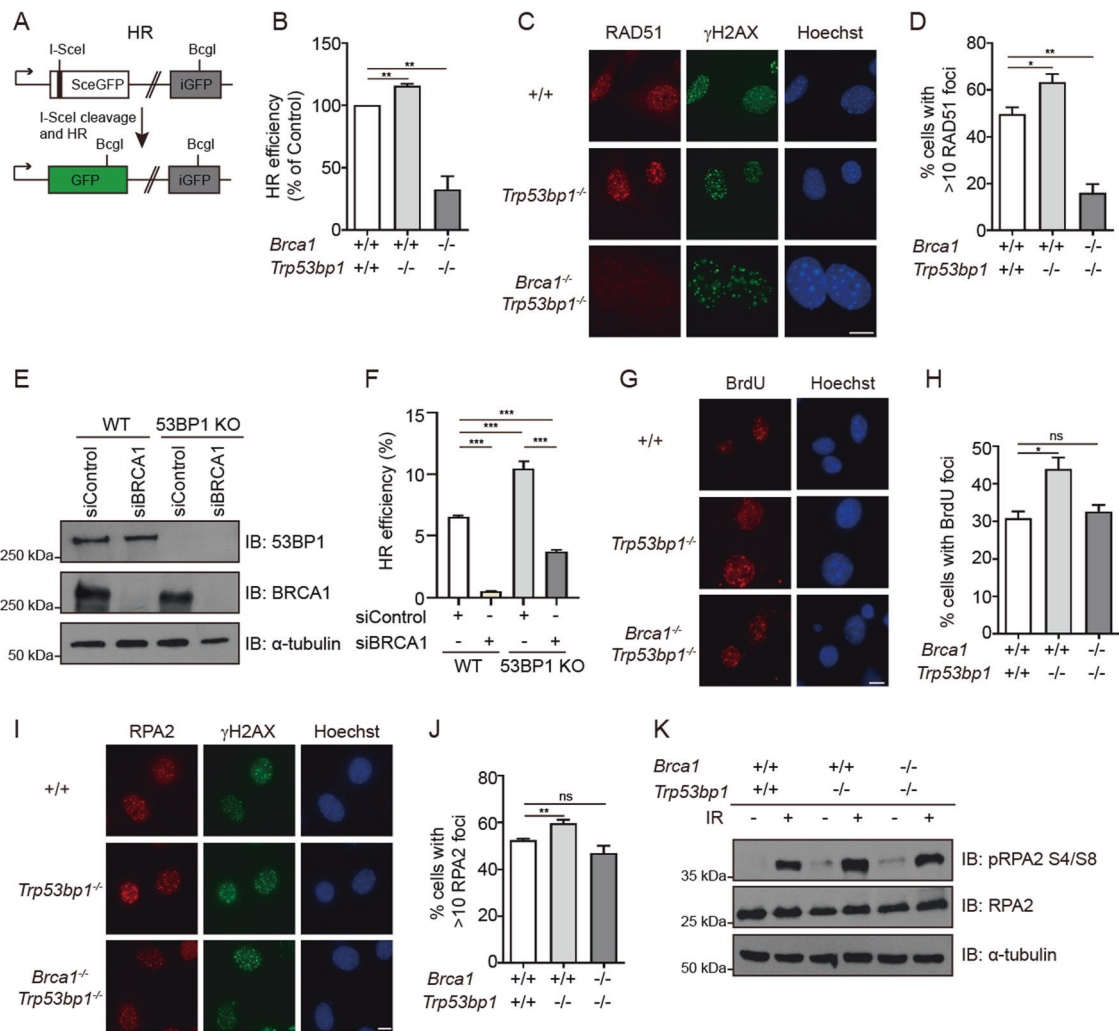 A
HR
I-SceI
BcgI
SceGFP
iGFP
I-SceI cleavage
and HR
BcgI
BcgI
GFP
iGFP
B
HR efficiency
(% of Control)
150
100
50
0
**
**
Brca1 +/+ +/+ -/-
Trp53bp1 +/+ -/- -/-
C
RAD51 γH2AX Hoechst
+/+
Trp53bp1-/-
Brca1-/-
Trp53bp1-/-
D
% cells with
>10 RAD51 foci
80
60
40
20
0
**
*
Brca1 +/+ +/+ -/-
Trp53bp1 +/+ -/- -/-
E
WT 53BP1 KO
siControl siBRCA1 siControl siBRCA1
250 kDa IB: 53BP1
250 kDa IB: BRCA1
50 kDa IB: α-tubulin
F
HR efficiency (%)
15
10
5
0
***
***
*** ***
siControl + - + -
siBRCA1 - + - +
WT 53BP1 KO
G
BrdU Hoechst
+/+
Trp53bp1-/-
Brca1-/-
Trp53bp1-/-
H
% cells with BrdU foci
50
40
30
20
10
0
ns
*
Brca1 +/+ +/+ -/-
Trp53bp1 +/+ -/- -/-
I
RPA2 γH2AX Hoechst
+/+
Trp53bp1-/-
Brca1-/-
Trp53bp1-/-
J
% cells with
>10 RPA2 foci
80
60
40
20
0
ns
**
Brca1 +/+ +/+ -/-
Trp53bp1 +/+ -/- -/-
K
Brca1 +/+ +/+ -/-
Trp53bp1 +/+ -/- -/-
IR - + - + - +
35 kDa IB: pRPA2 S4/S8
25 kDa IB: RPA2
50 kDa IB: α-tubulin